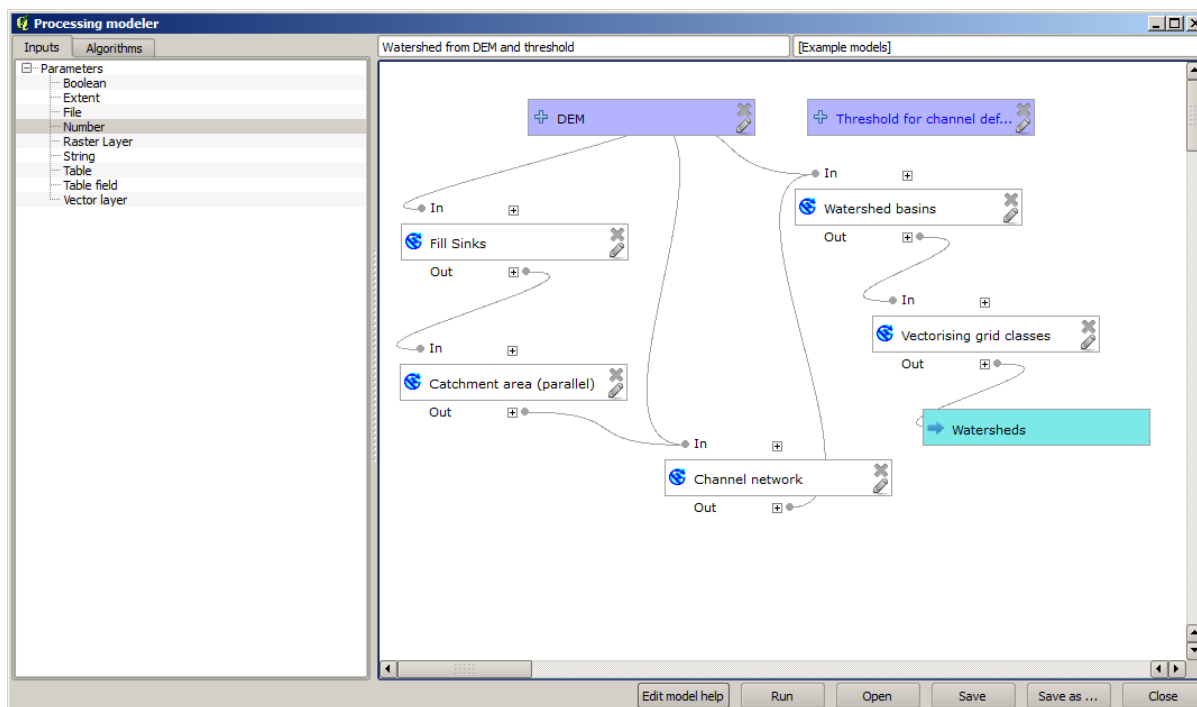 Processing modeler
Inputs
Algorithms
Watershed from DEM and threshold
[Example models]
Parameters
Boolean
Extent
File
Number
Raster Layer
String
Table
Table field
Vector layer
DEM
Threshold for channel def...
In
Watershed basins
Out
In
Fill Sinks
Out
In
Vectorising grid classes
Out
In
Catchment area (parallel)
Out
Watersheds
In
Channel network
Out
Edit model help
Run
Open
Save
Save as ...
Close